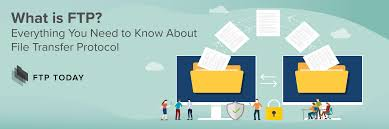 What is FTP?
Everything You Need to Know About
File Transfer Protocol
FTP TODAY